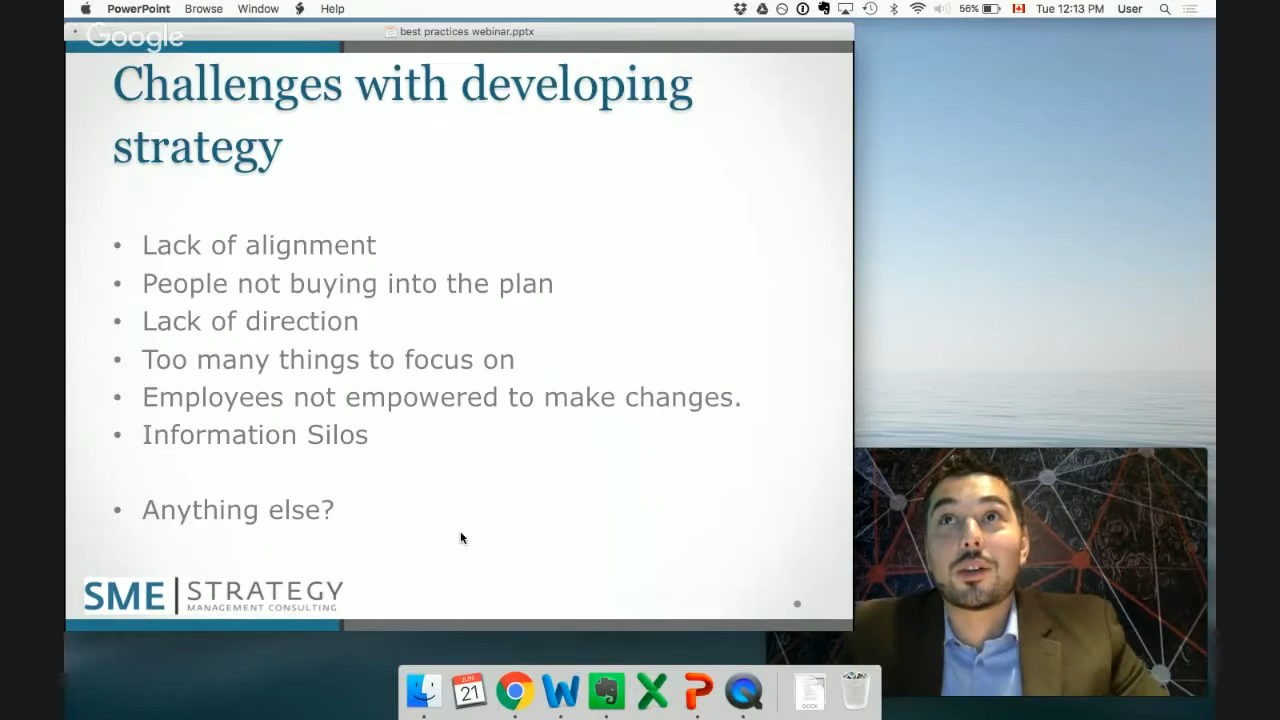 PowerPoint Browse Window Help
56%
Tue 12:13 PM User
Google
best practices webinar.pptx
Challenges with developing
strategy
• Lack of alignment
• People not buying into the plan
• Lack of direction
• Too many things to focus on
• Employees not empowered to make changes.
• Information Silos
• Anything else?
SME | STRATEGY
MANAGEMENT CONSULTING
JUN
21
DOCX